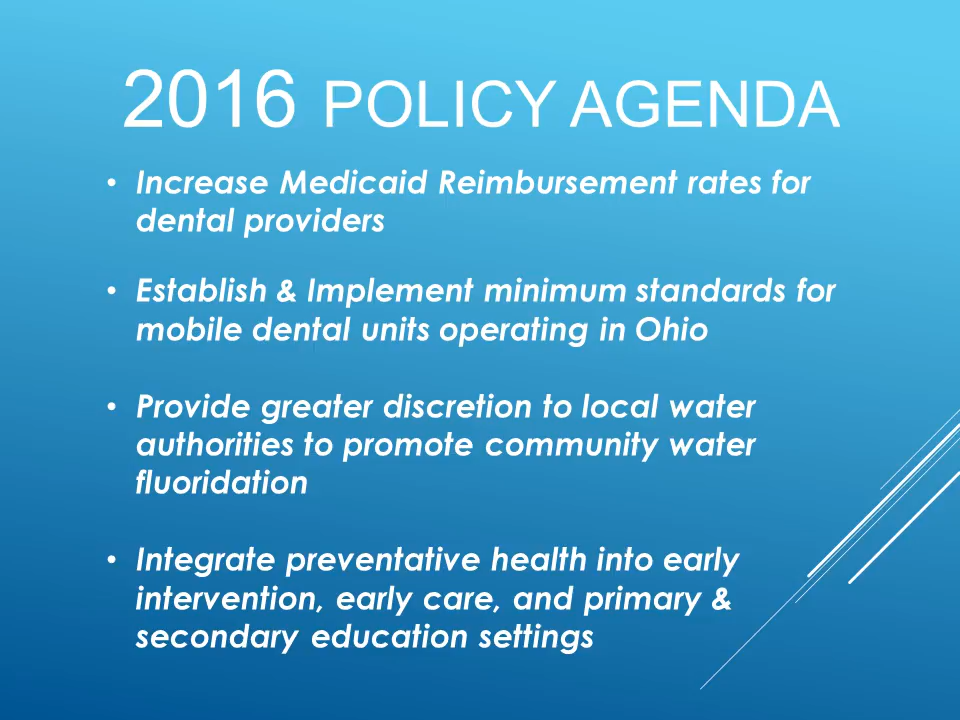 2016 POLICY AGENDA
• Increase Medicaid Reimbursement rates for
dental providers
• Establish & Implement minimum standards for
mobile dental units operating in Ohio
• Provide greater discretion to local water
authorities to promote community water
fluoridation
• Integrate preventative health into early
intervention, early care, and primary &
secondary education settings